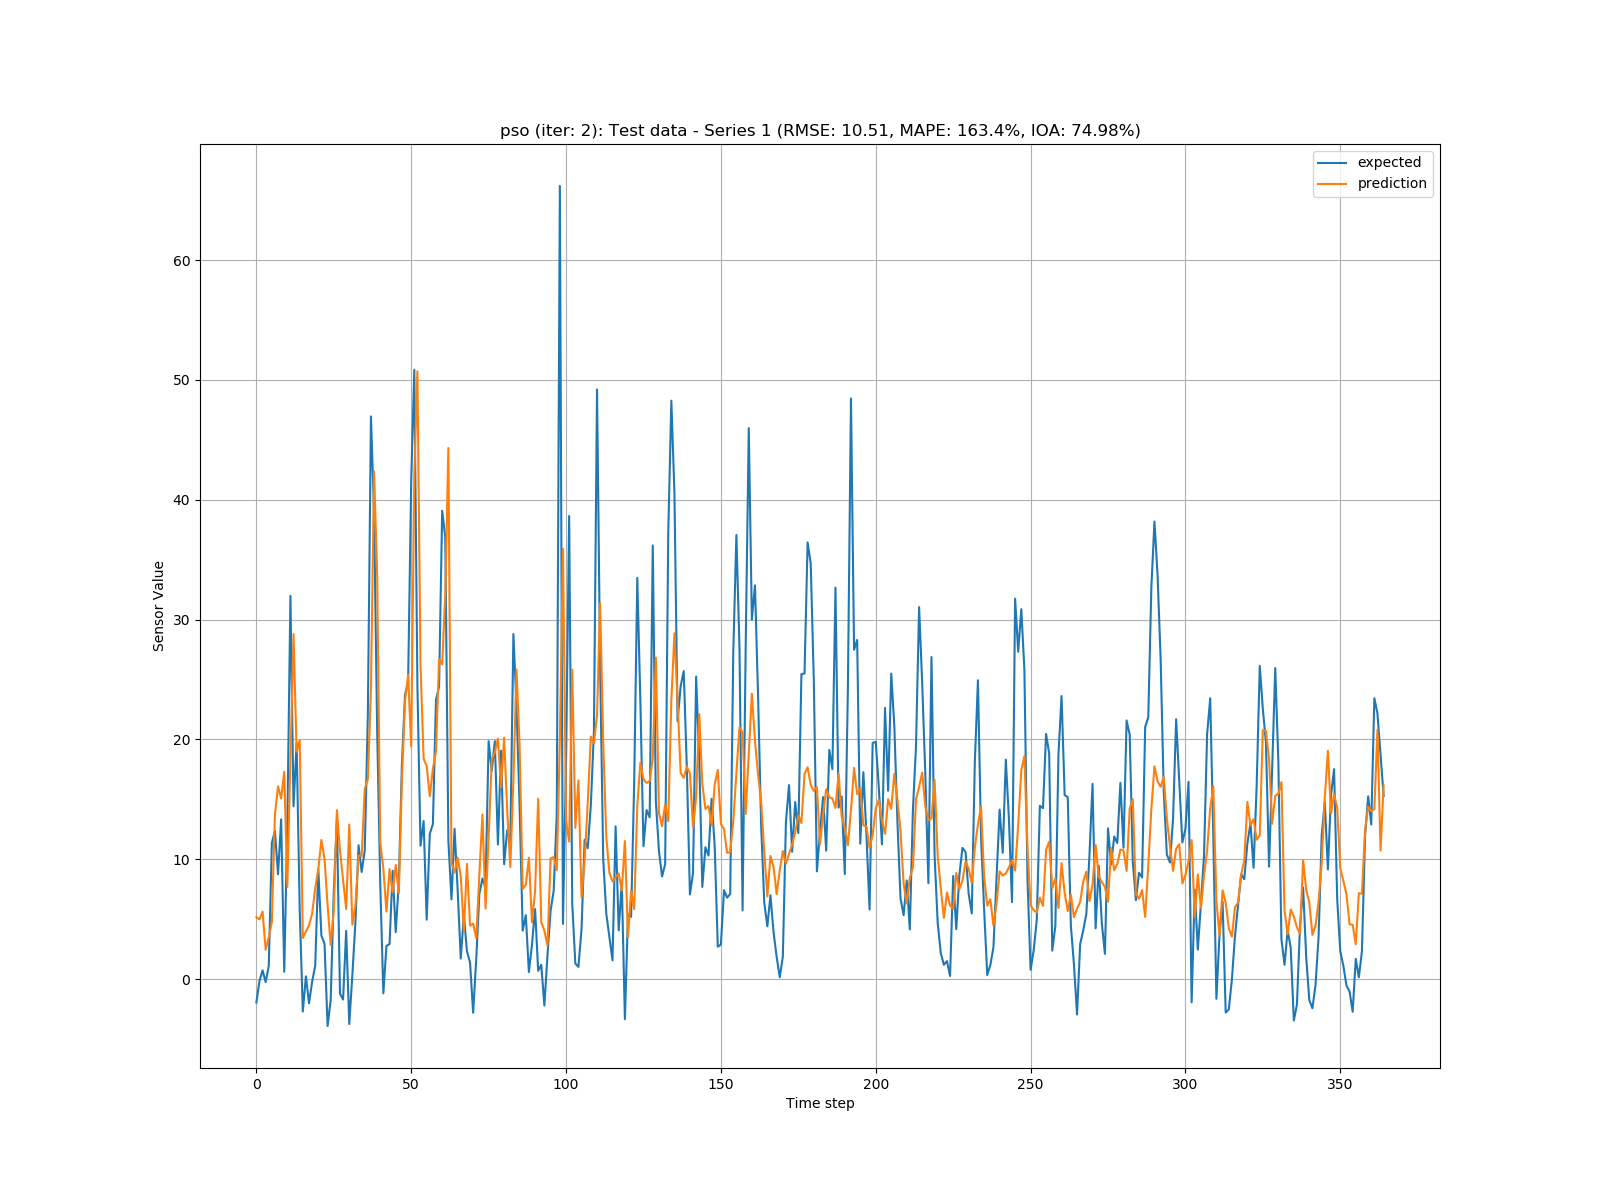 pso (iter: 2): Test data - Series 1 (RMSE: 10.51, MAPE: 163.4%, IOA: 74.98%)
expected
prediction
60
50
40
30
20
10
0
Sensor Value
0 50 100 150 200 250 300 350
Time step